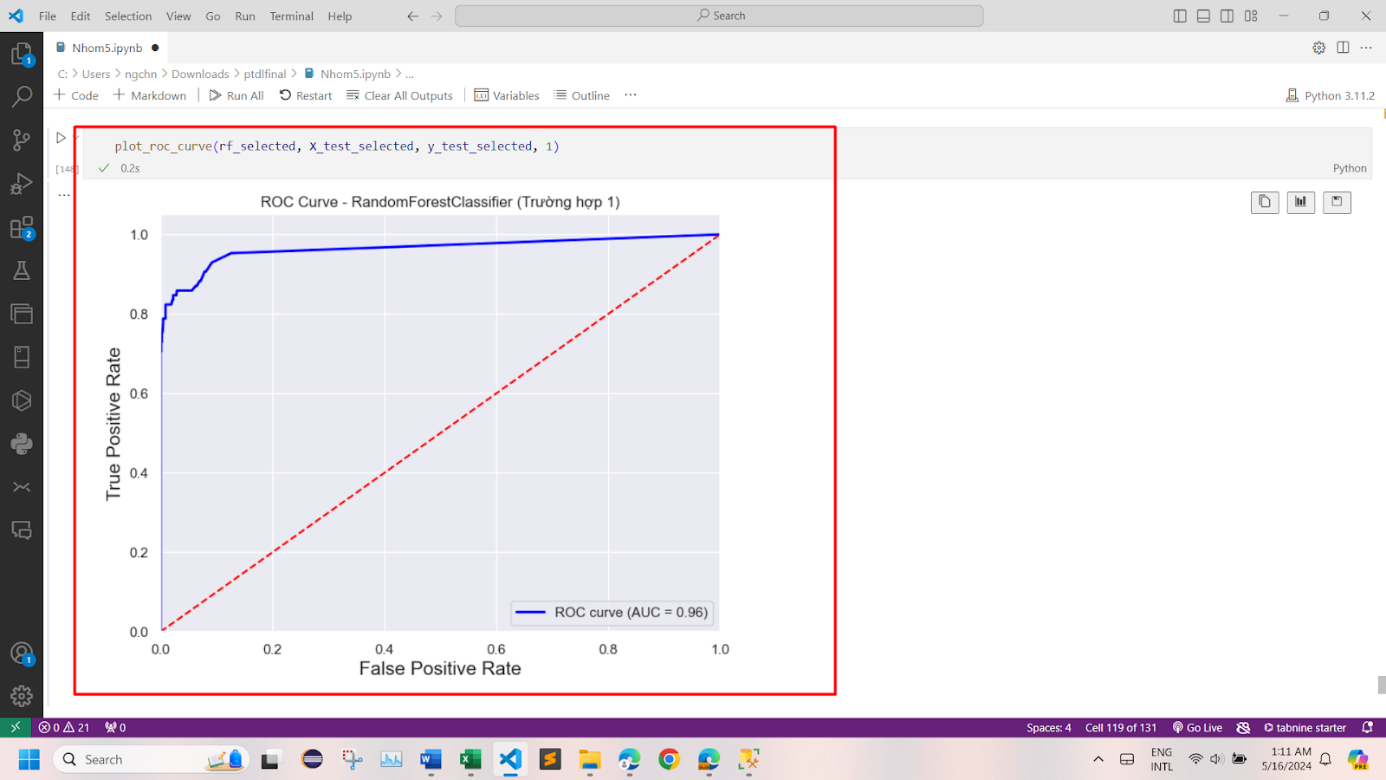 File Edit Selection View Go Run Terminal Help
Search
Nhom5.ipynb
C: > Users > ngchn > Downloads > ptdlfinal > Nhom5.ipynb > ...
+ Code + Markdown Run All Restart Clear All Outputs Variables Outline ...
Python 3.11.2
plot_roc_curve(rf_selected, X_test_selected, y_test_selected, 1)
[148]
0.2s
Python
ROC Curve - RandomForestClassifier (Trường hợp 1)
1.0
0.8
0.6
0.4
0.2
0.0
True Positive Rate
ROC curve (AUC = 0.96)
0.0 0.2 0.4 0.6 0.8 1.0
False Positive Rate
1
2
1
0 21 0
Spaces: 4 Cell 119 of 131 Go Live tabnine starter
Search
ENG
INTL
1:11 AM
5/16/2024
PRE